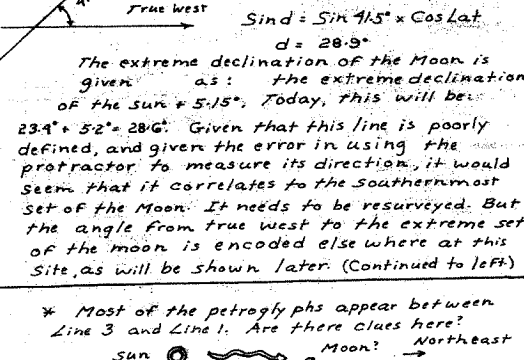 True West
Sin d = Sin 41.5° x Cos Lat
d = 28.9°
The extreme declination of the Moon is
given as: the extreme declination
of the sun + 5.15°. Today, this will be:
23.4° + 5.2° = 28.6°. Given that this line is poorly
defined, and given the error in using the
protractor to measure its direction, it would
seem that it correlates to the Southernmost
set of the Moon. It needs to be resurveyed. But
the angle from true west to the extreme set
of the moon is encoded else where at this
site, as will be shown later. (Continued to left)
* Most of the petroglyphs appear between
Line 3 and Line 1. Are there clues here?
Sun Moon? Northeast